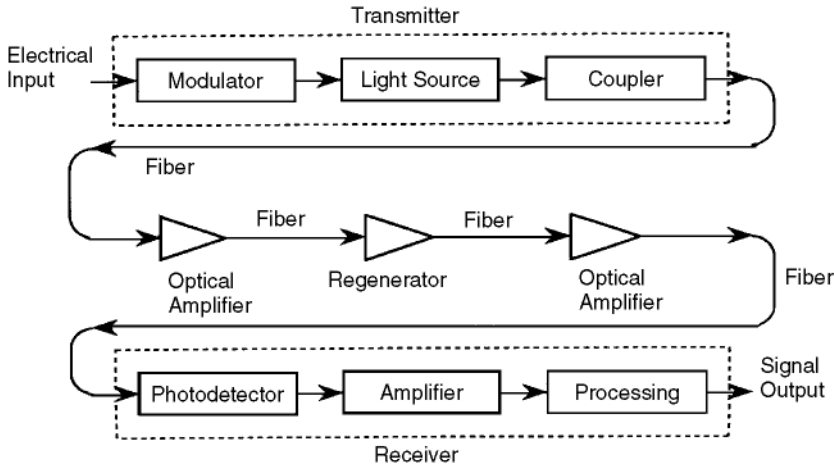 Transmitter
Electrical
Input
Modulator
Light Source
Coupler
Fiber
Fiber
Fiber
Optical
Amplifier
Regenerator
Optical
Amplifier
Fiber
Photodetector
Amplifier
Processing
Signal
Output
Receiver